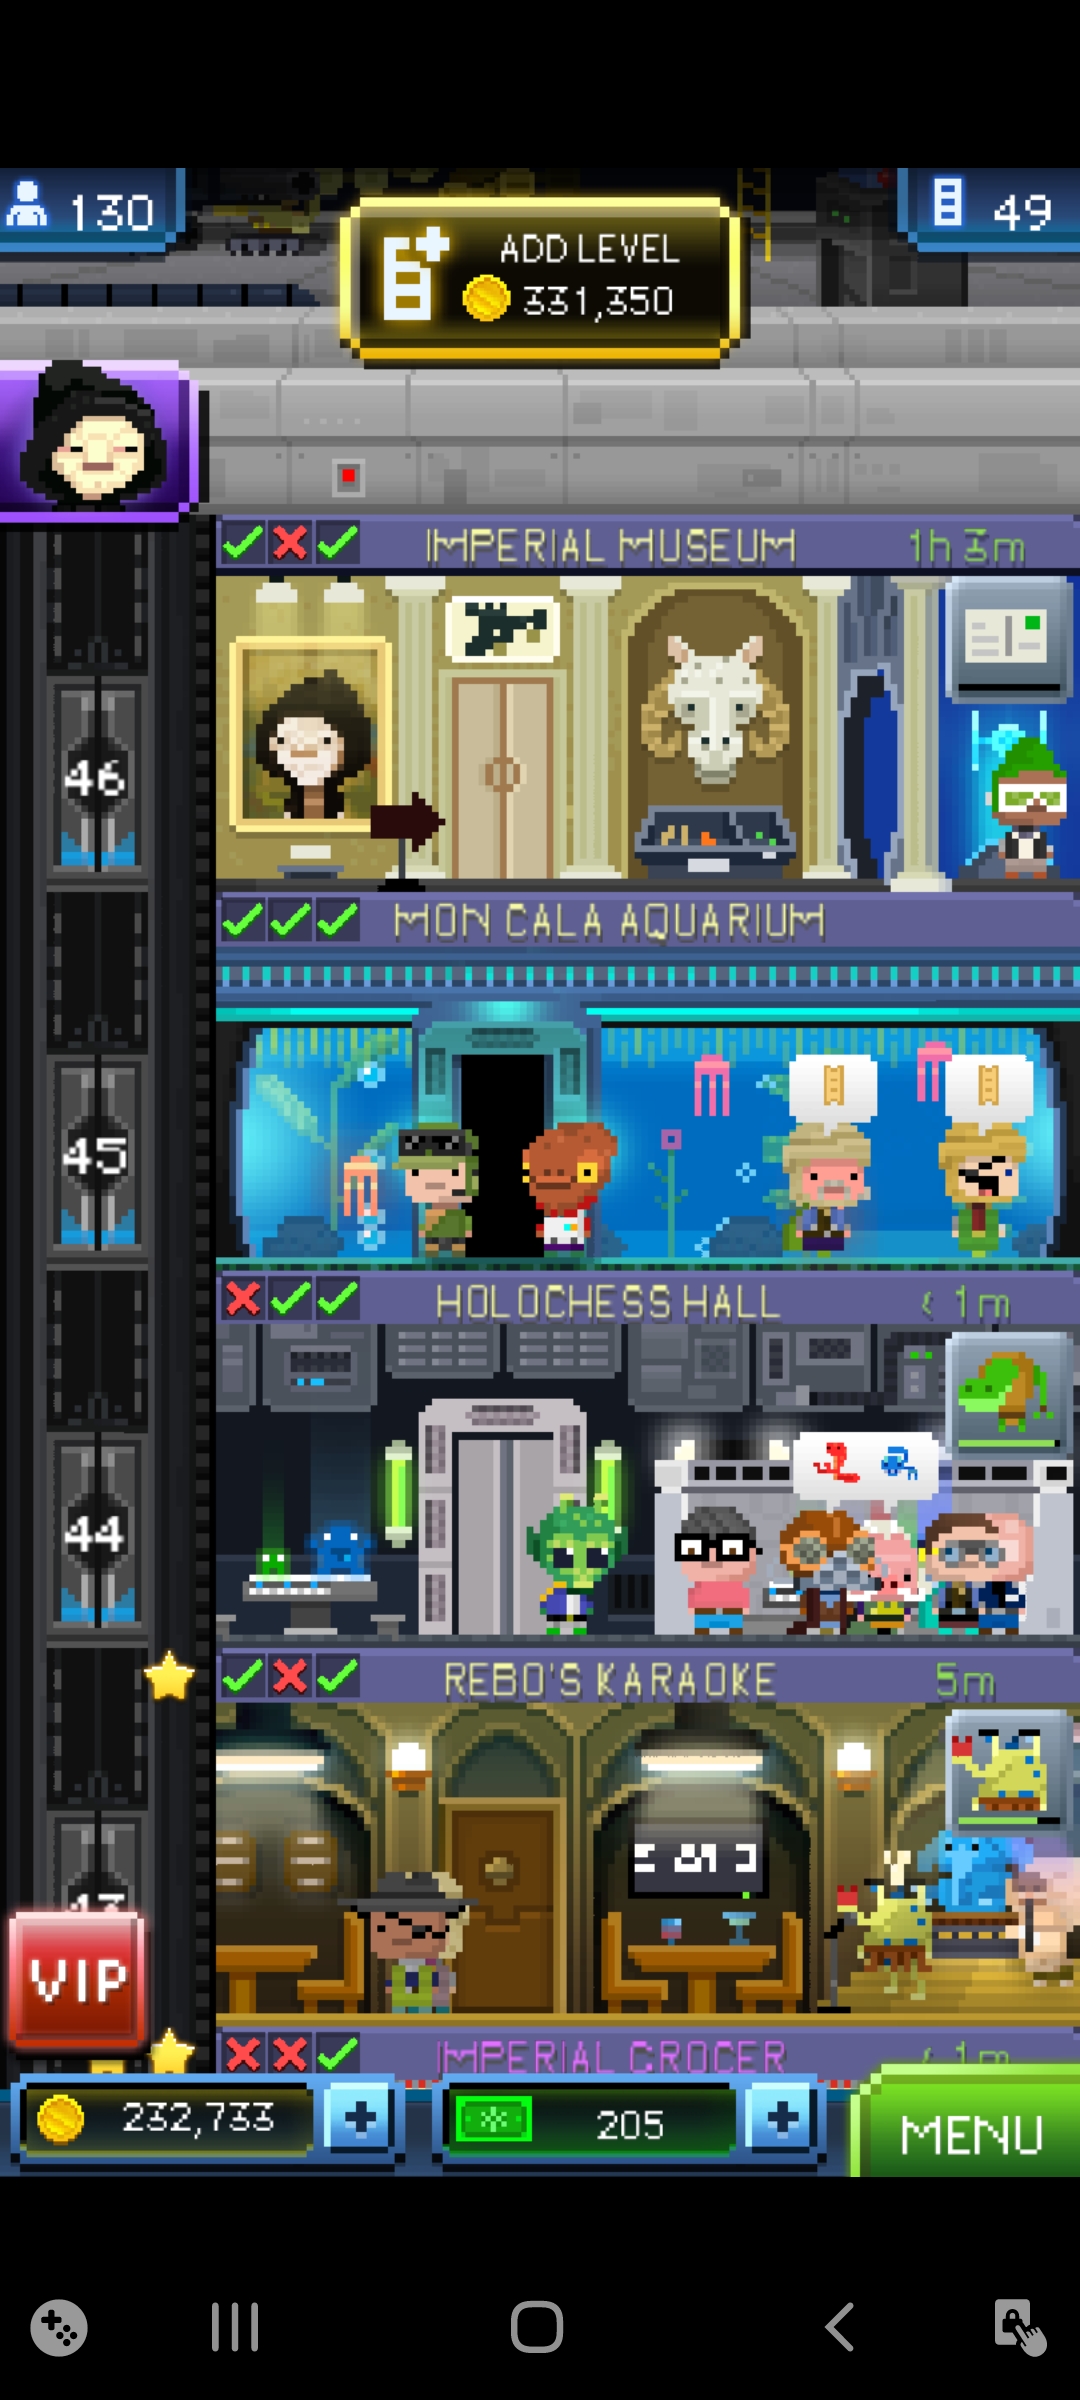 130
49
ADD LEVEL
331,350
IMPERIAL MUSEUM
1h 3m
46
MON CALA AQUARIUM
45
HOLOCHESS HALL
< 1m
44
REBO'S KARAOKE
5m
43
VIP
IMPERIAL GROCER
< 1m
232,733
+
205
+
MENU